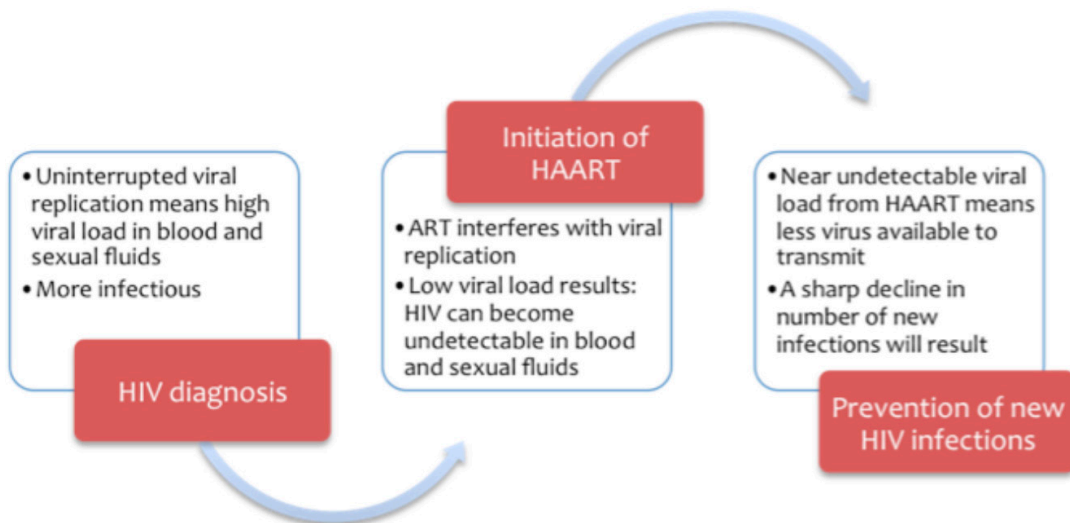 • Uninterrupted viral
replication means high
viral load in blood and
sexual fluids
• More infectious
HIV diagnosis
Initiation of
HAART
• ART interferes with viral
replication
• Low viral load results:
HIV can become
undetectable in blood
and sexual fluids
• Near undetectable viral
load from HAART means
less virus available to
transmit
• A sharp decline in
number of new
infections will result
Prevention of new
HIV infections